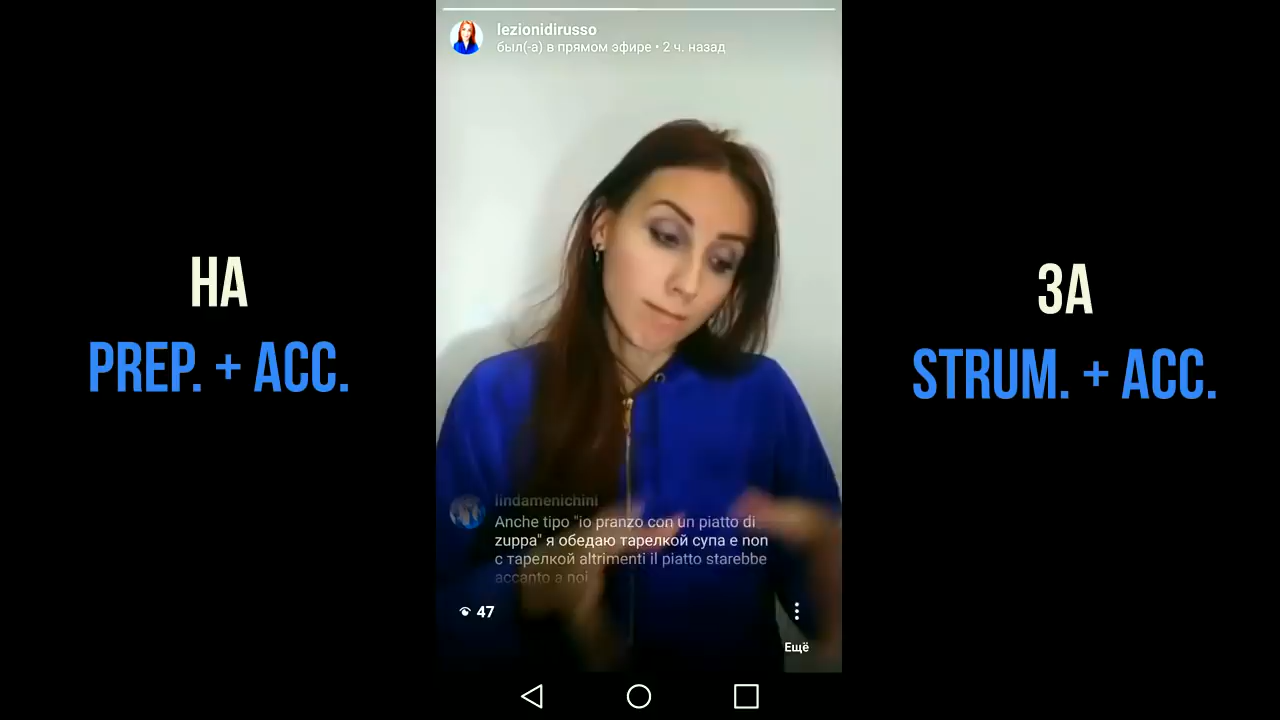 lezionidirusso
был(-а) в прямом эфире • 2 ч. назад
НА
PREP. + ACC.
ЗА
STRUM. + ACC.
lindamenichini
Anche tipo "io pranzo con un piatto di
zuppa" я обедаю тарелкой супа e non
с тарелкой altrimenti il piatto starebbe
accanto a noi
47
Ещё